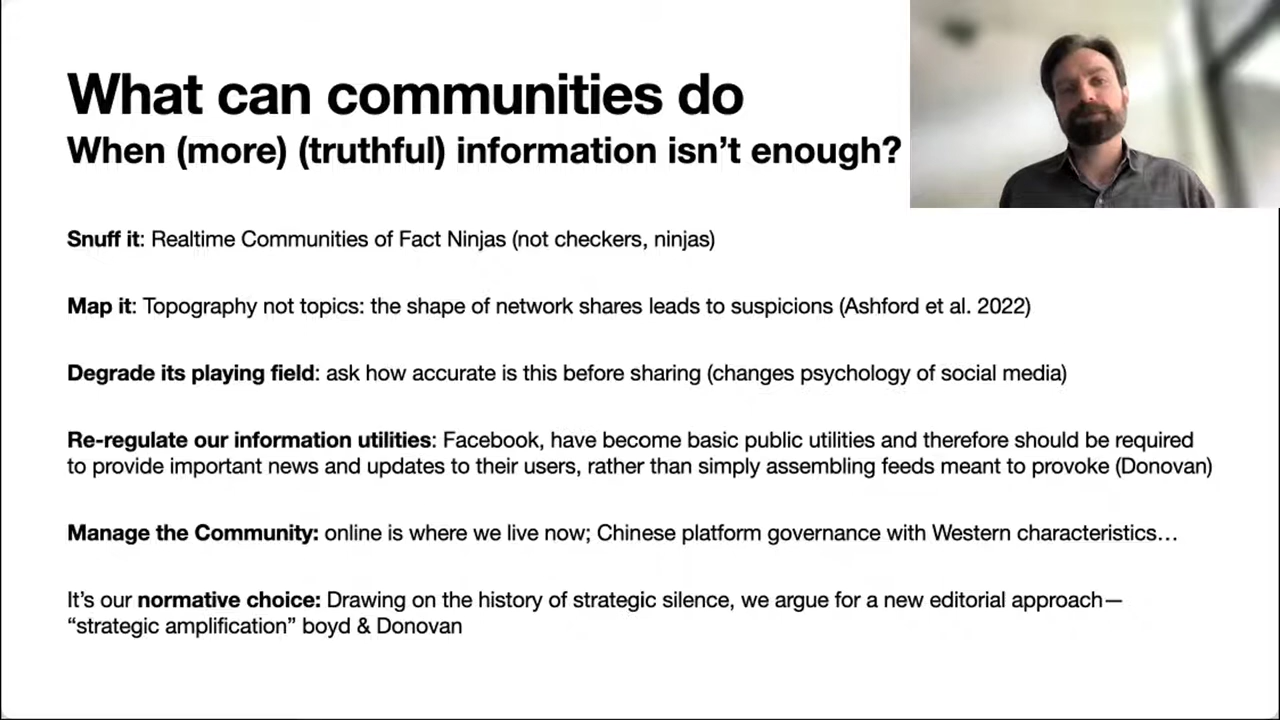 What can communities do
When (more) (truthful) information isn’t enough?
Snuff it: Realtime Communities of Fact Ninjas (not checkers, ninjas)
Map it: Topography not topics: the shape of network shares leads to suspicions (Ashford et al. 2022)
Degrade its playing field: ask how accurate is this before sharing (changes psychology of social media)
Re-regulate our information utilities: Facebook, have become basic public utilities and therefore should be required
to provide important news and updates to their users, rather than simply assembling feeds meant to provoke (Donovan)
Manage the Community: online is where we live now; Chinese platform governance with Western characteristics…
It’s our normative choice: Drawing on the history of strategic silence, we argue for a new editorial approach—
“strategic amplification” boyd & Donovan